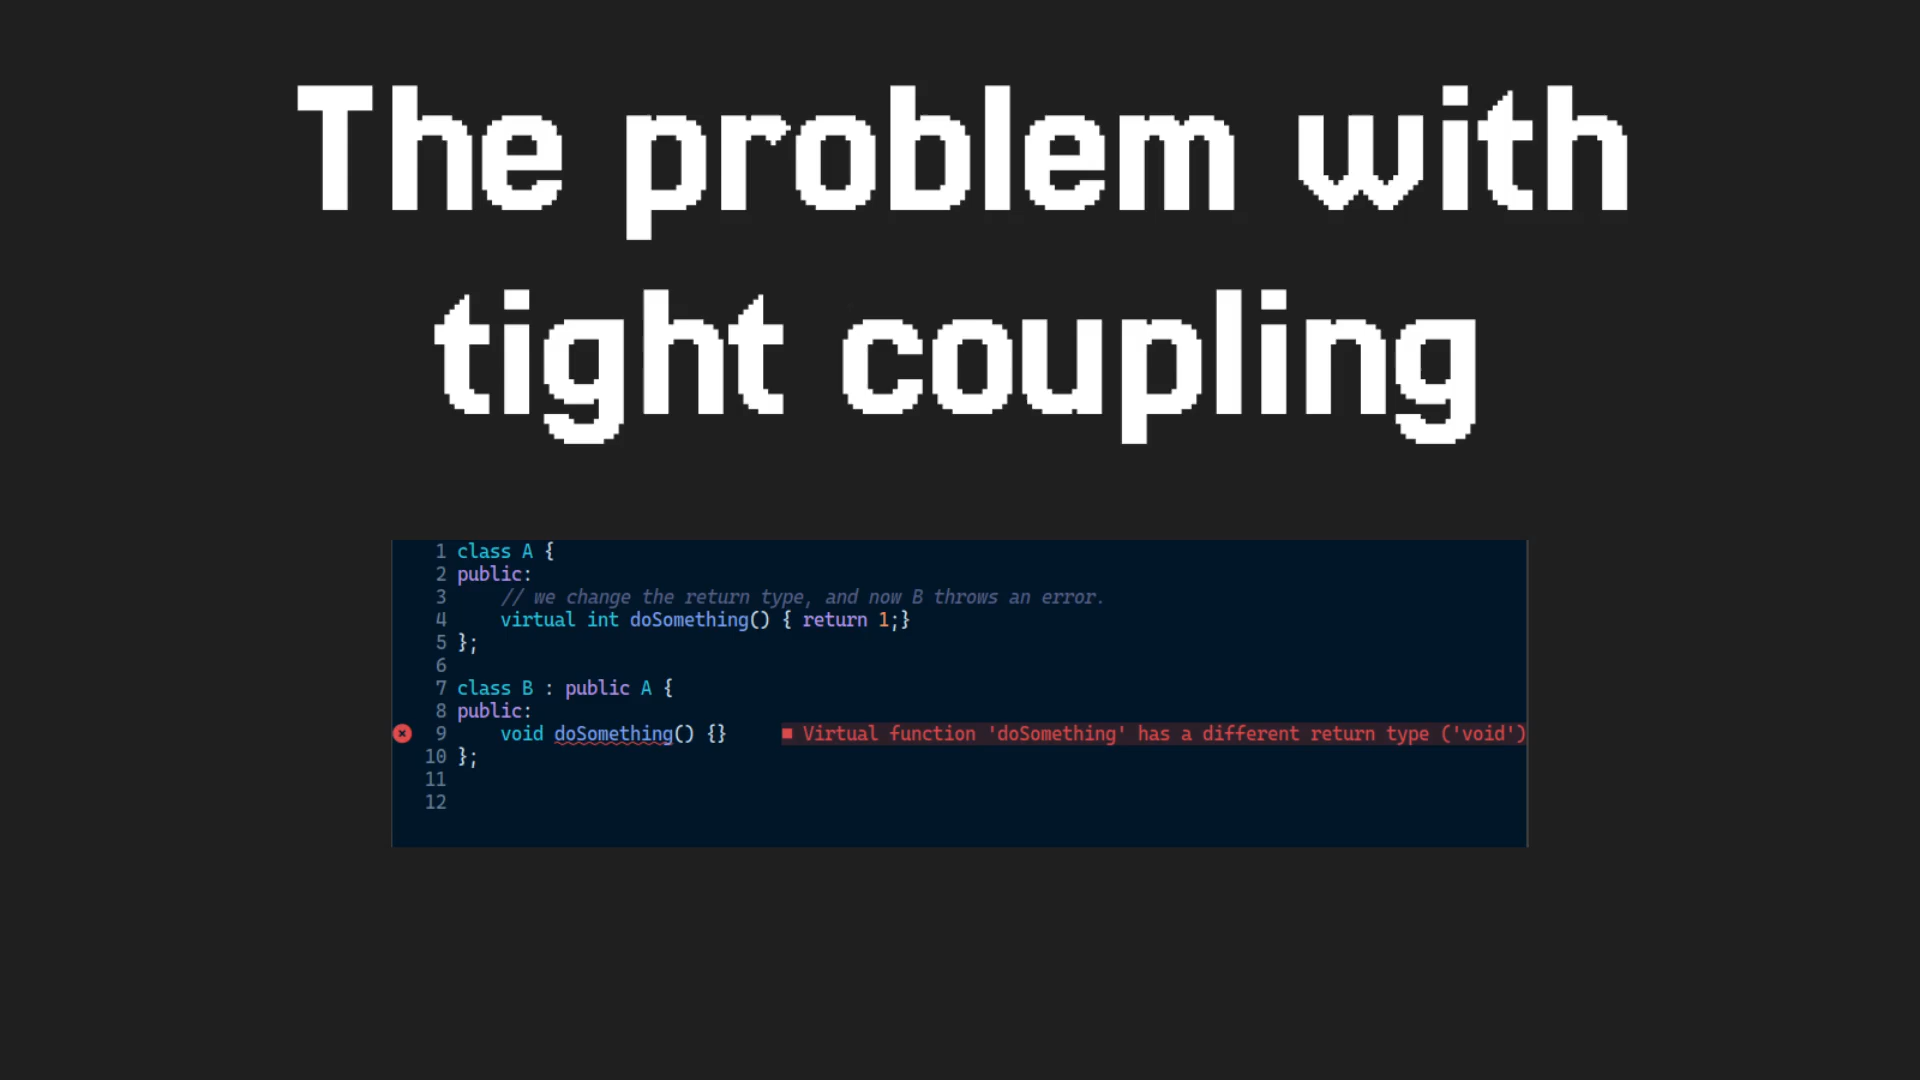 The problem with
tight coupling
1 class A {
2 public:
3 // we change the return type, and now B throws an error.
4 virtual int doSomething() { return 1;}
5 };
6
7 class B : public A {
8 public:
9 void doSomething() {} ■ Virtual function 'doSomething' has a different return type ('void')
10 };
11
12